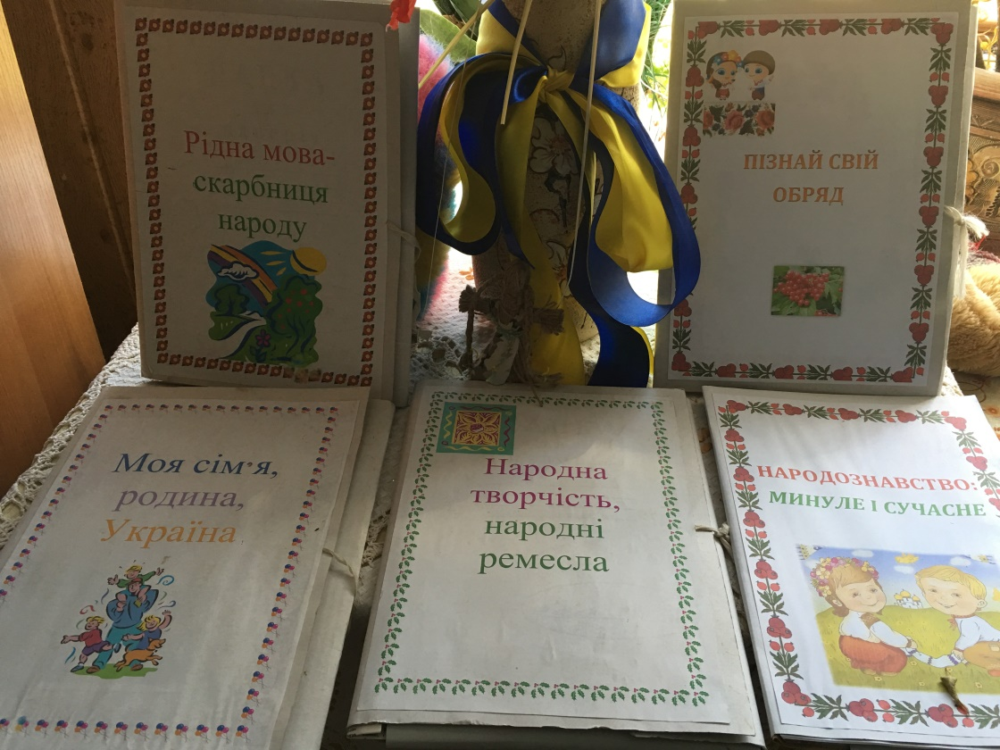 Рідна мова-
скарбниця
народу
ПІЗНАЙ СВІЙ
ОБРЯД
Моя сім'я,
родина,
Україна
Народна
творчість,
народні
ремесла
НАРОДОЗНАВСТВО:
МИНУЛЕ І СУЧАСНЕ